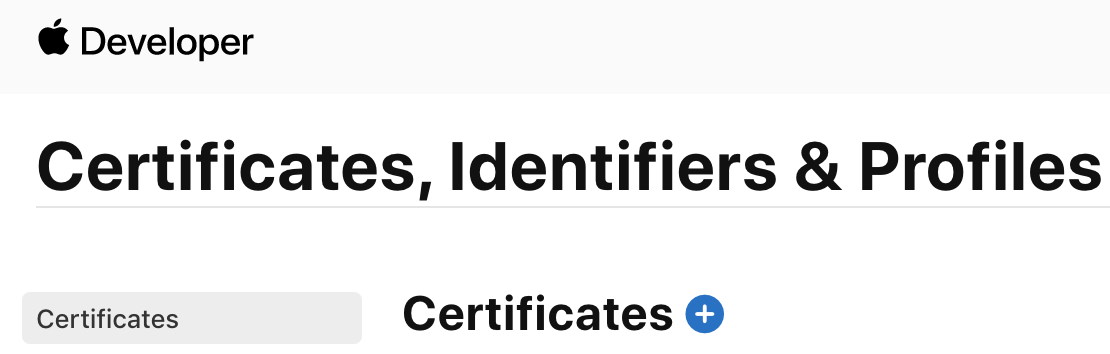 Developer
Certificates, Identifiers & Profiles
Certificates
Certificates